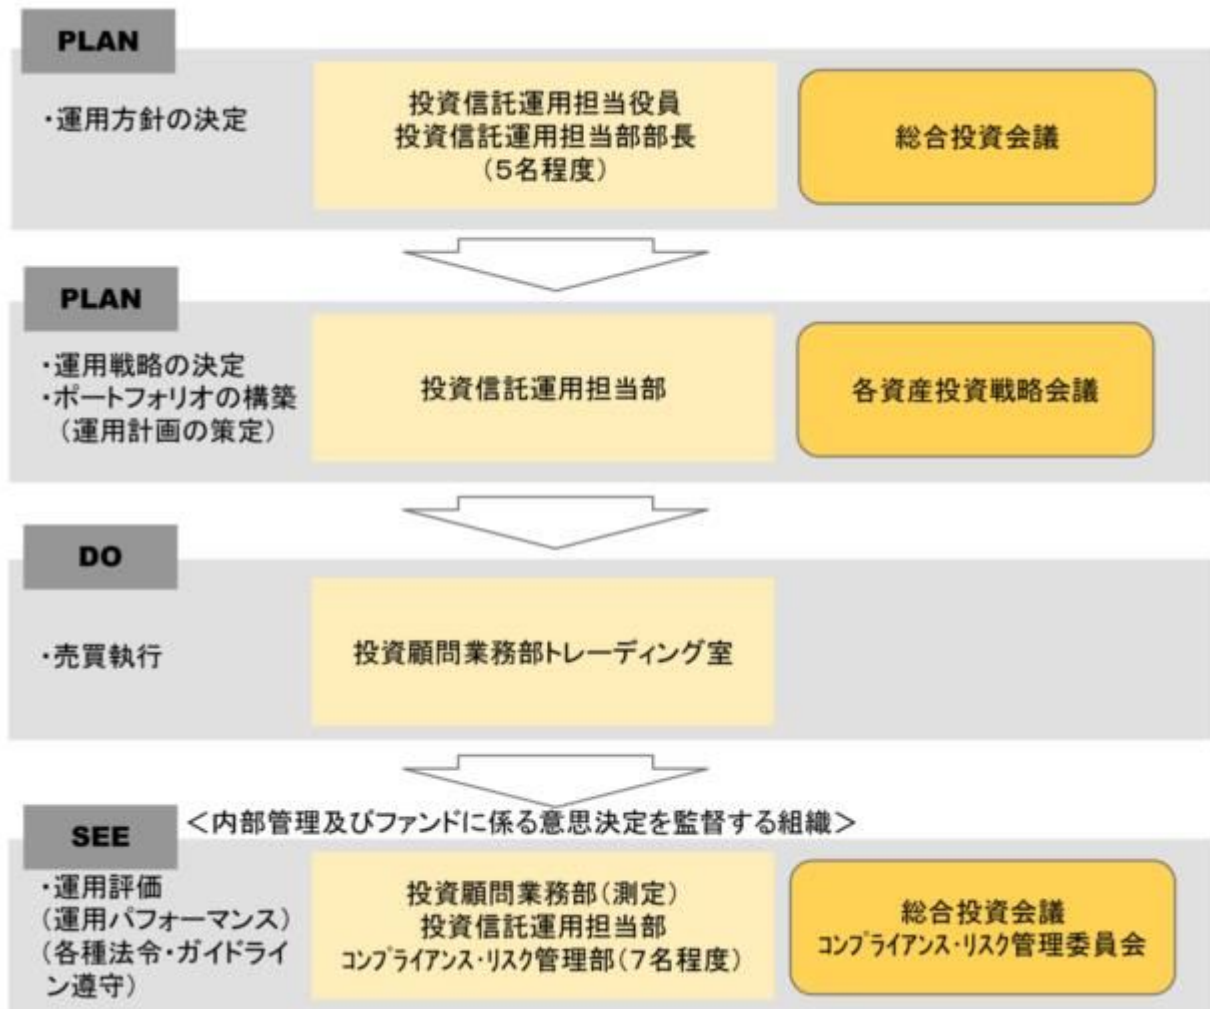 PLAN
・運用方針の決定
投資信託運用担当役員
投資信託運用担当部部長
（５名程度）
総合投資会議
PLAN
・運用戦略の決定
・ポートフォリオの構築
（運用計画の策定）
投資信託運用担当部
各資産投資戦略会議
DO
・売買執行
投資顧問業務部トレーディング室
SEE
＜内部管理及びファンドに係る意思決定を監督する組織＞
・運用評価
（運用パフォーマンス）
（各種法令・ガイドライ
ン遵守）
投資顧問業務部（測定）
投資信託運用担当部
コンプライアンス・リスク管理部（７名程度）
総合投資会議
コンプライアンス・リスク管理委員会